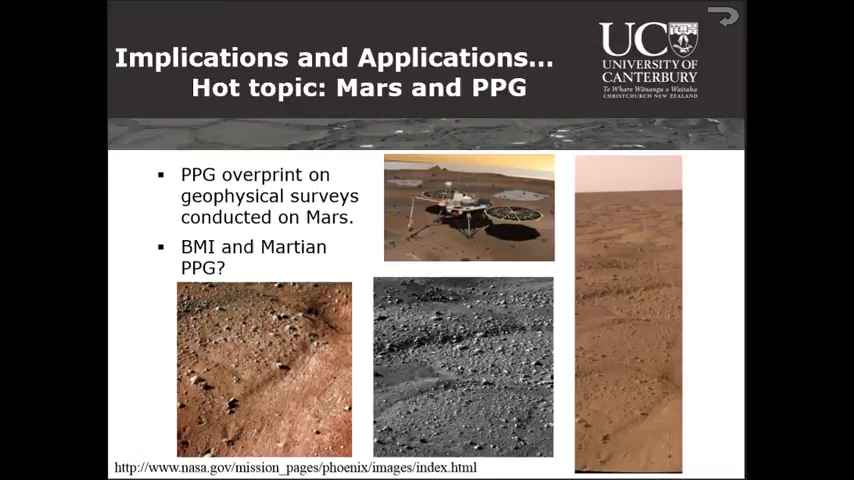 Implications and Applications...
Hot topic: Mars and PPG
UC
UNIVERSITY OF
CANTERBURY
Te Whare Wānanga o Waitaha
CHRISTCHURCH NEW ZEALAND
▪ PPG overprint on
geophysical surveys
conducted on Mars.
▪ BMI and Martian
PPG?
http://www.nasa.gov/mission_pages/phoenix/images/index.html